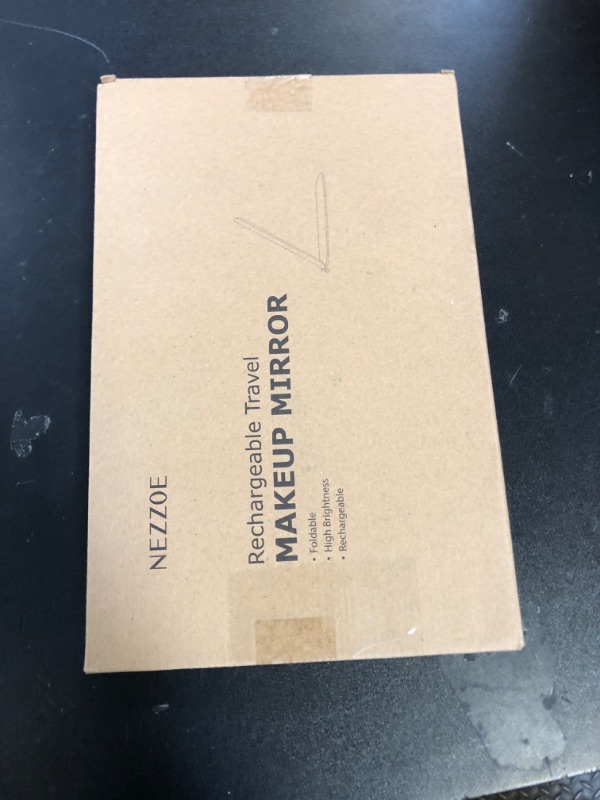 NEZZOE
Rechargeable Travel
MAKEUP MIRROR
• Foldable
• High Brightness
• Rechargeable